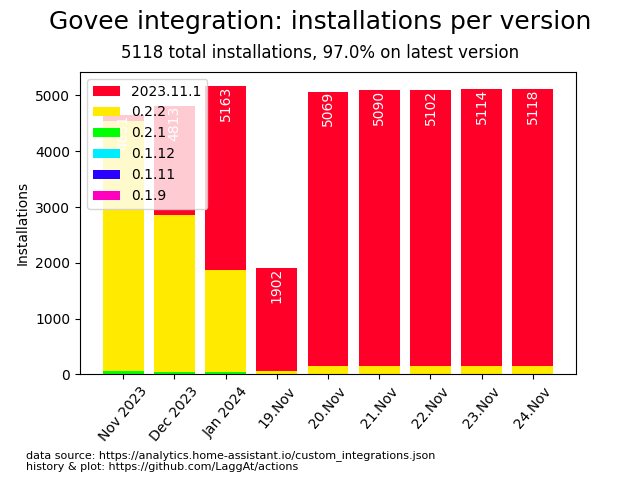 Govee integration: installations per version
5118 total installations, 97.0% on latest version
Installations
5000
4000
3000
2000
1000
0
2023.11.1
0.2.2
0.2.1
0.1.12
0.1.11
0.1.9
4813
5163
1902
5069
5090
5102
5114
5118
Nov 2023
Dec 2023
Jan 2024
19.Nov
20.Nov
21.Nov
22.Nov
23.Nov
24.Nov
data source: https://analytics.home-assistant.io/custom_integrations.json
history & plot: https://github.com/LaggAt/actions